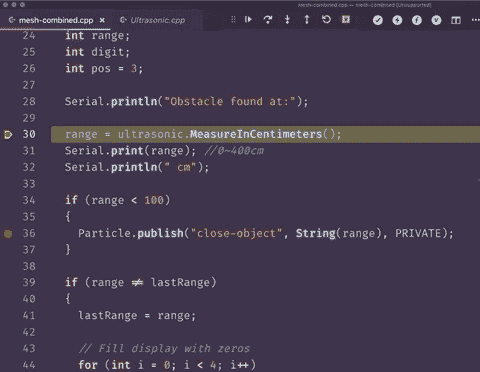 mesh-combined.cpp — mesh-combined [Unsupported]
mesh-combined.cpp × Ultrasonic.cpp
24 int range;
25 int digit;
26 int pos = 3;
27
28 Serial.println("Obstacle found at:");
29
30 range = ultrasonic.MeasureInCentimeters();
31 Serial.print(range); //0~400cm
32 Serial.println(" cm");
33
34 if (range < 100)
35 {
36 Particle.publish("close-object", String(range), PRIVATE);
37 }
38
39 if (range ≠ lastRange)
40 {
41 lastRange = range;
42
43 // Fill display with zeros
44 for (int i = 0; i < 4; i++)